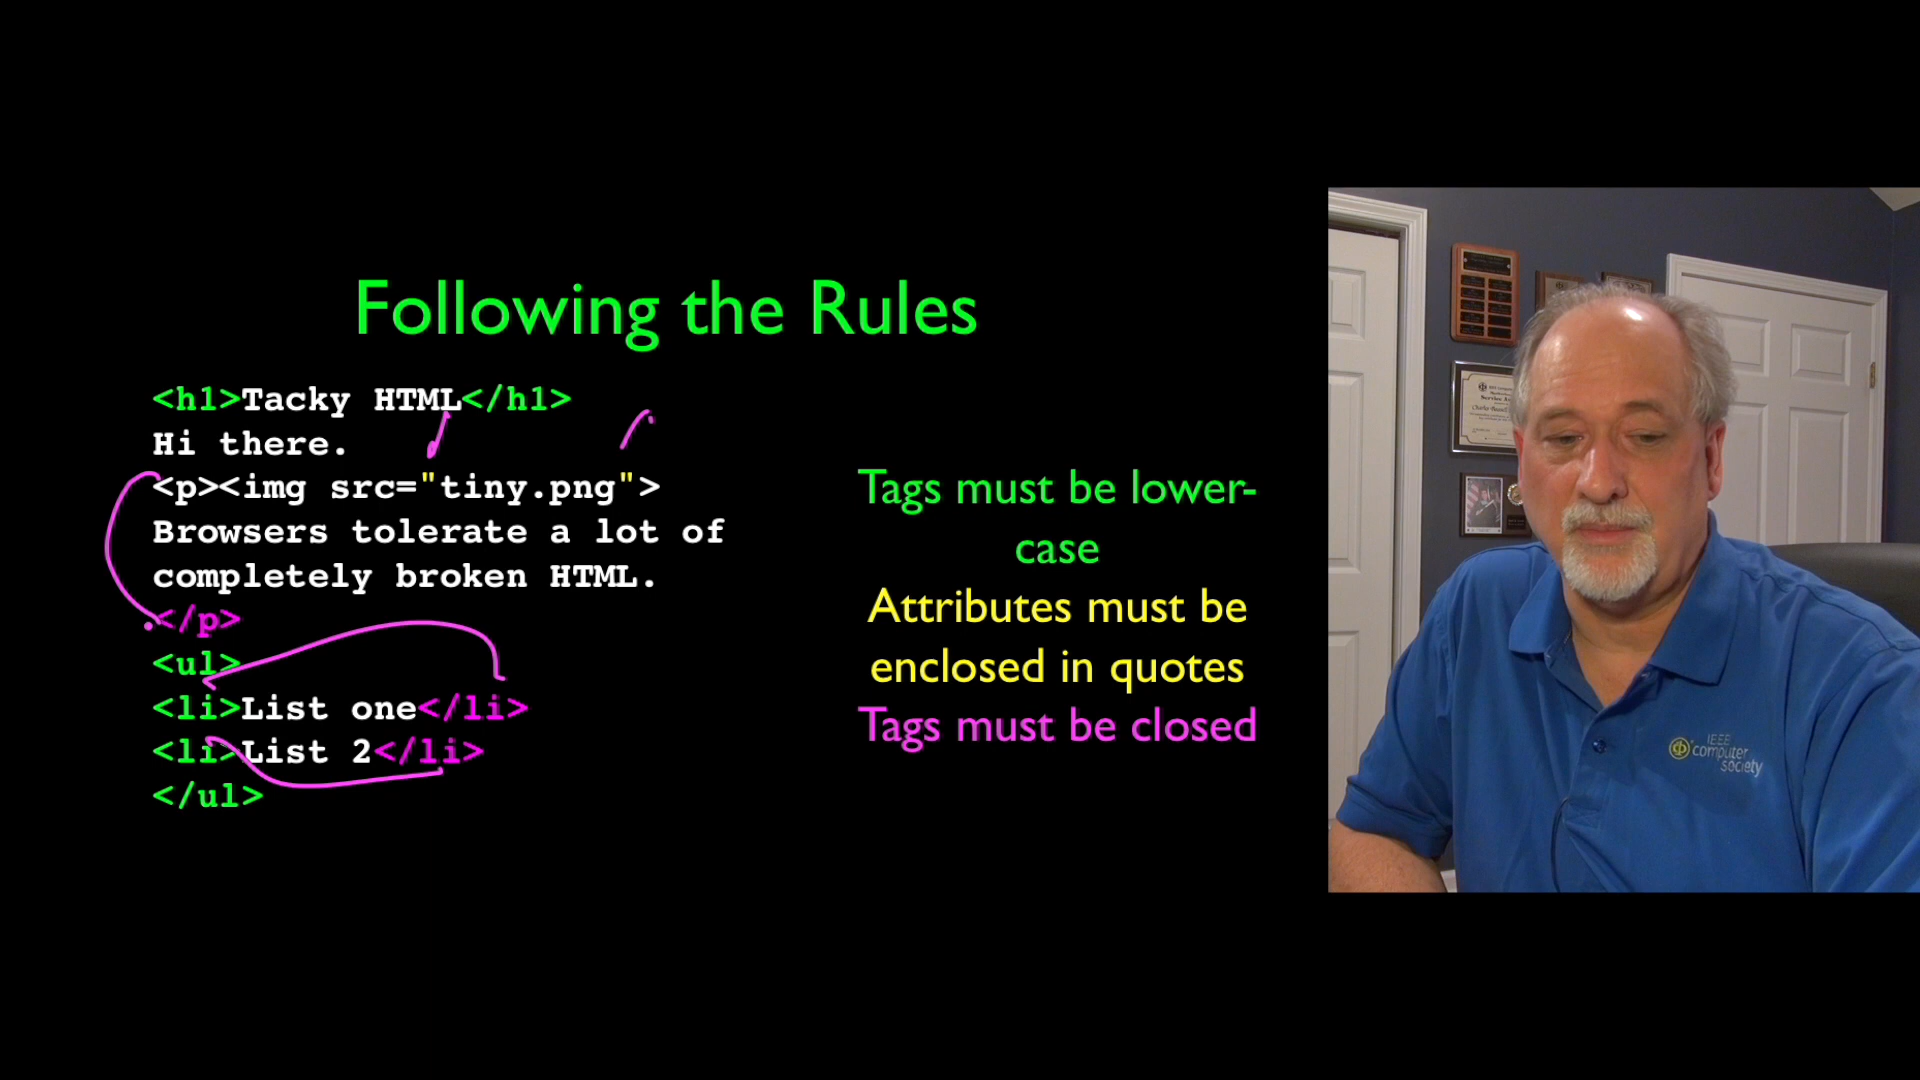 Following the Rules
<h1>Tacky HTML</h1>
Hi there.
<p><img src="tiny.png">
Browsers tolerate a lot of
completely broken HTML.
</p>
<ul>
<li>List one</li>
<li>List 2</li>
</ul>
Tags must be lower-
case
Attributes must be
enclosed in quotes
Tags must be closed
IEEE
computer
society